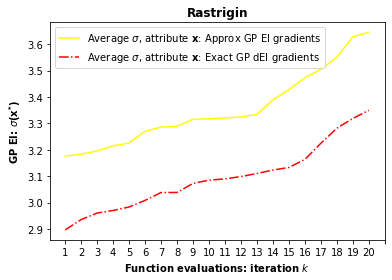 Rastrigin
Average σ, attribute x: Approx GP EI gradients
Average σ, attribute x: Exact GP dEI gradients
GP EI: σ(x*)
3.6
3.5
3.4
3.3
3.2
3.1
3.0
2.9
1 2 3 4 5 6 7 8 9 10 11 12 13 14 15 16 17 18 19 20
Function evaluations: iteration k